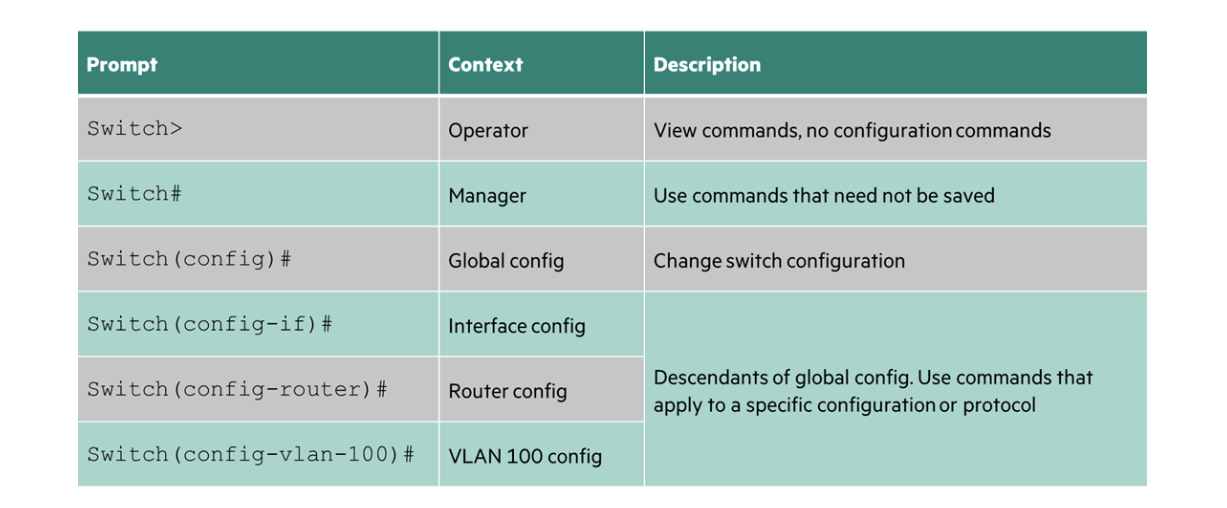 Prompt Context Description
Switch> Operator View commands, no configuration commands
Switch# Manager Use commands that need not be saved
Switch(config)# Global config Change switch configuration
Switch(config-if)# Interface config
Switch(config-router)# Router config
Switch(config-vlan-100)# VLAN 100 config
Descendants of global config. Use commands that
apply to a specific configuration or protocol